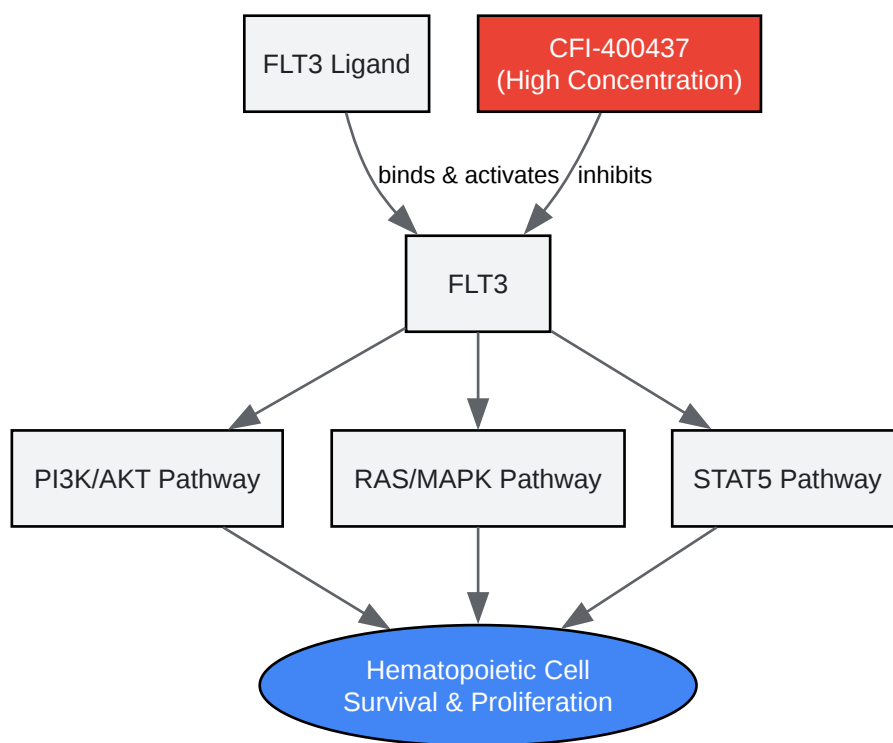 FLT3 Ligand
CFI-400437
(High Concentration)
binds & activates
inhibits
FLT3
PI3K/AKT Pathway
RAS/MAPK Pathway
STAT5 Pathway
Hematopoietic Cell
Survival & Proliferation